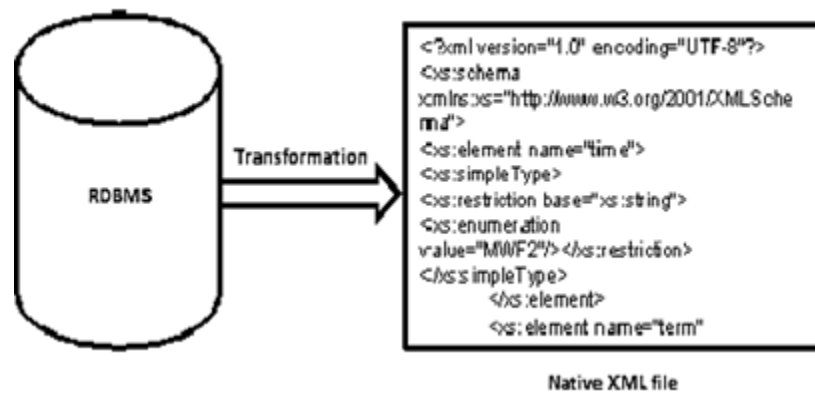 RDBMS
Transformation
<?xml version="1.0" encoding="UTF-8"?>
<xs:schema
xmlns:xs="http://www.w3.org/2001/XMLSche
ma">
<xs:element name="time">
<xs:simpleType>
<xs:restriction base="xs:string">
<xs:enumeration
value="MWF2"/></xs:restriction>
</xs:simpleType>
</xs:element>
<xs:element name="term"
Native XML file